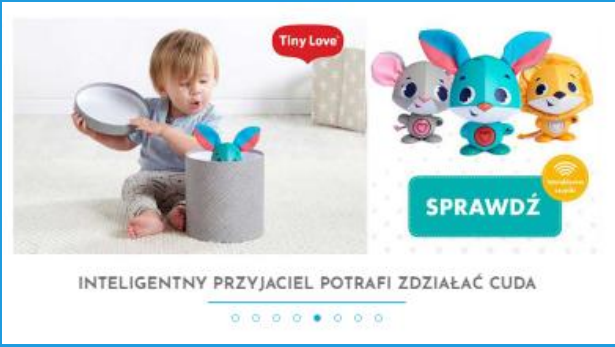 Tiny Love
SPRAWDŹ
INTELIGENTNY PRZYJACIEL POTRAFI ZDZIAŁAĆ CUDA